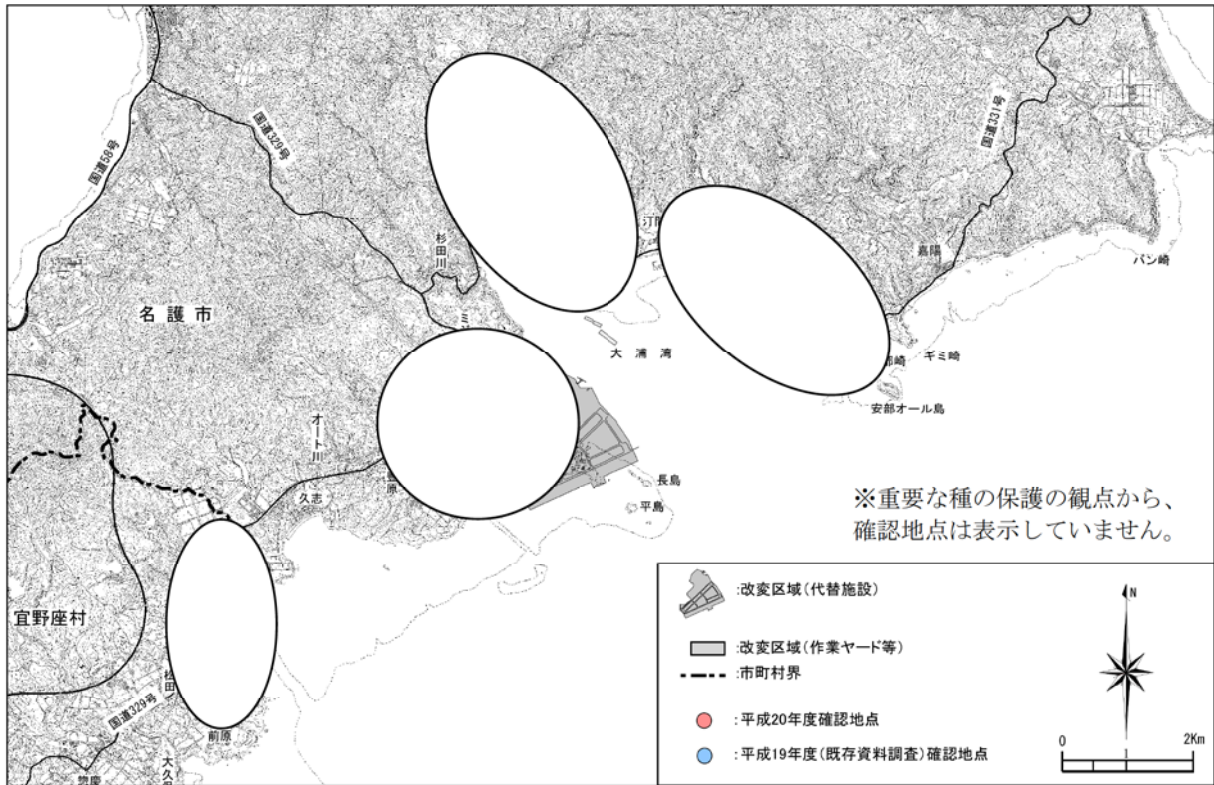 国道58号
国道329号
国道331号
杉田川
汀
嘉陽
バン崎
名護市
大浦湾
ギミ崎
安部オール島
オート川
久志
原
長島
平島
※重要な種の保護の観点から、
確認地点は表示していません。
宜野座村
松田
国道329号
前原
惣慶
大久
:改変区域(代替施設)
:改変区域(作業ヤード等)
:市町村界
:平成20年度確認地点
:平成19年度(既存資料調査)確認地点
N
0 2Km